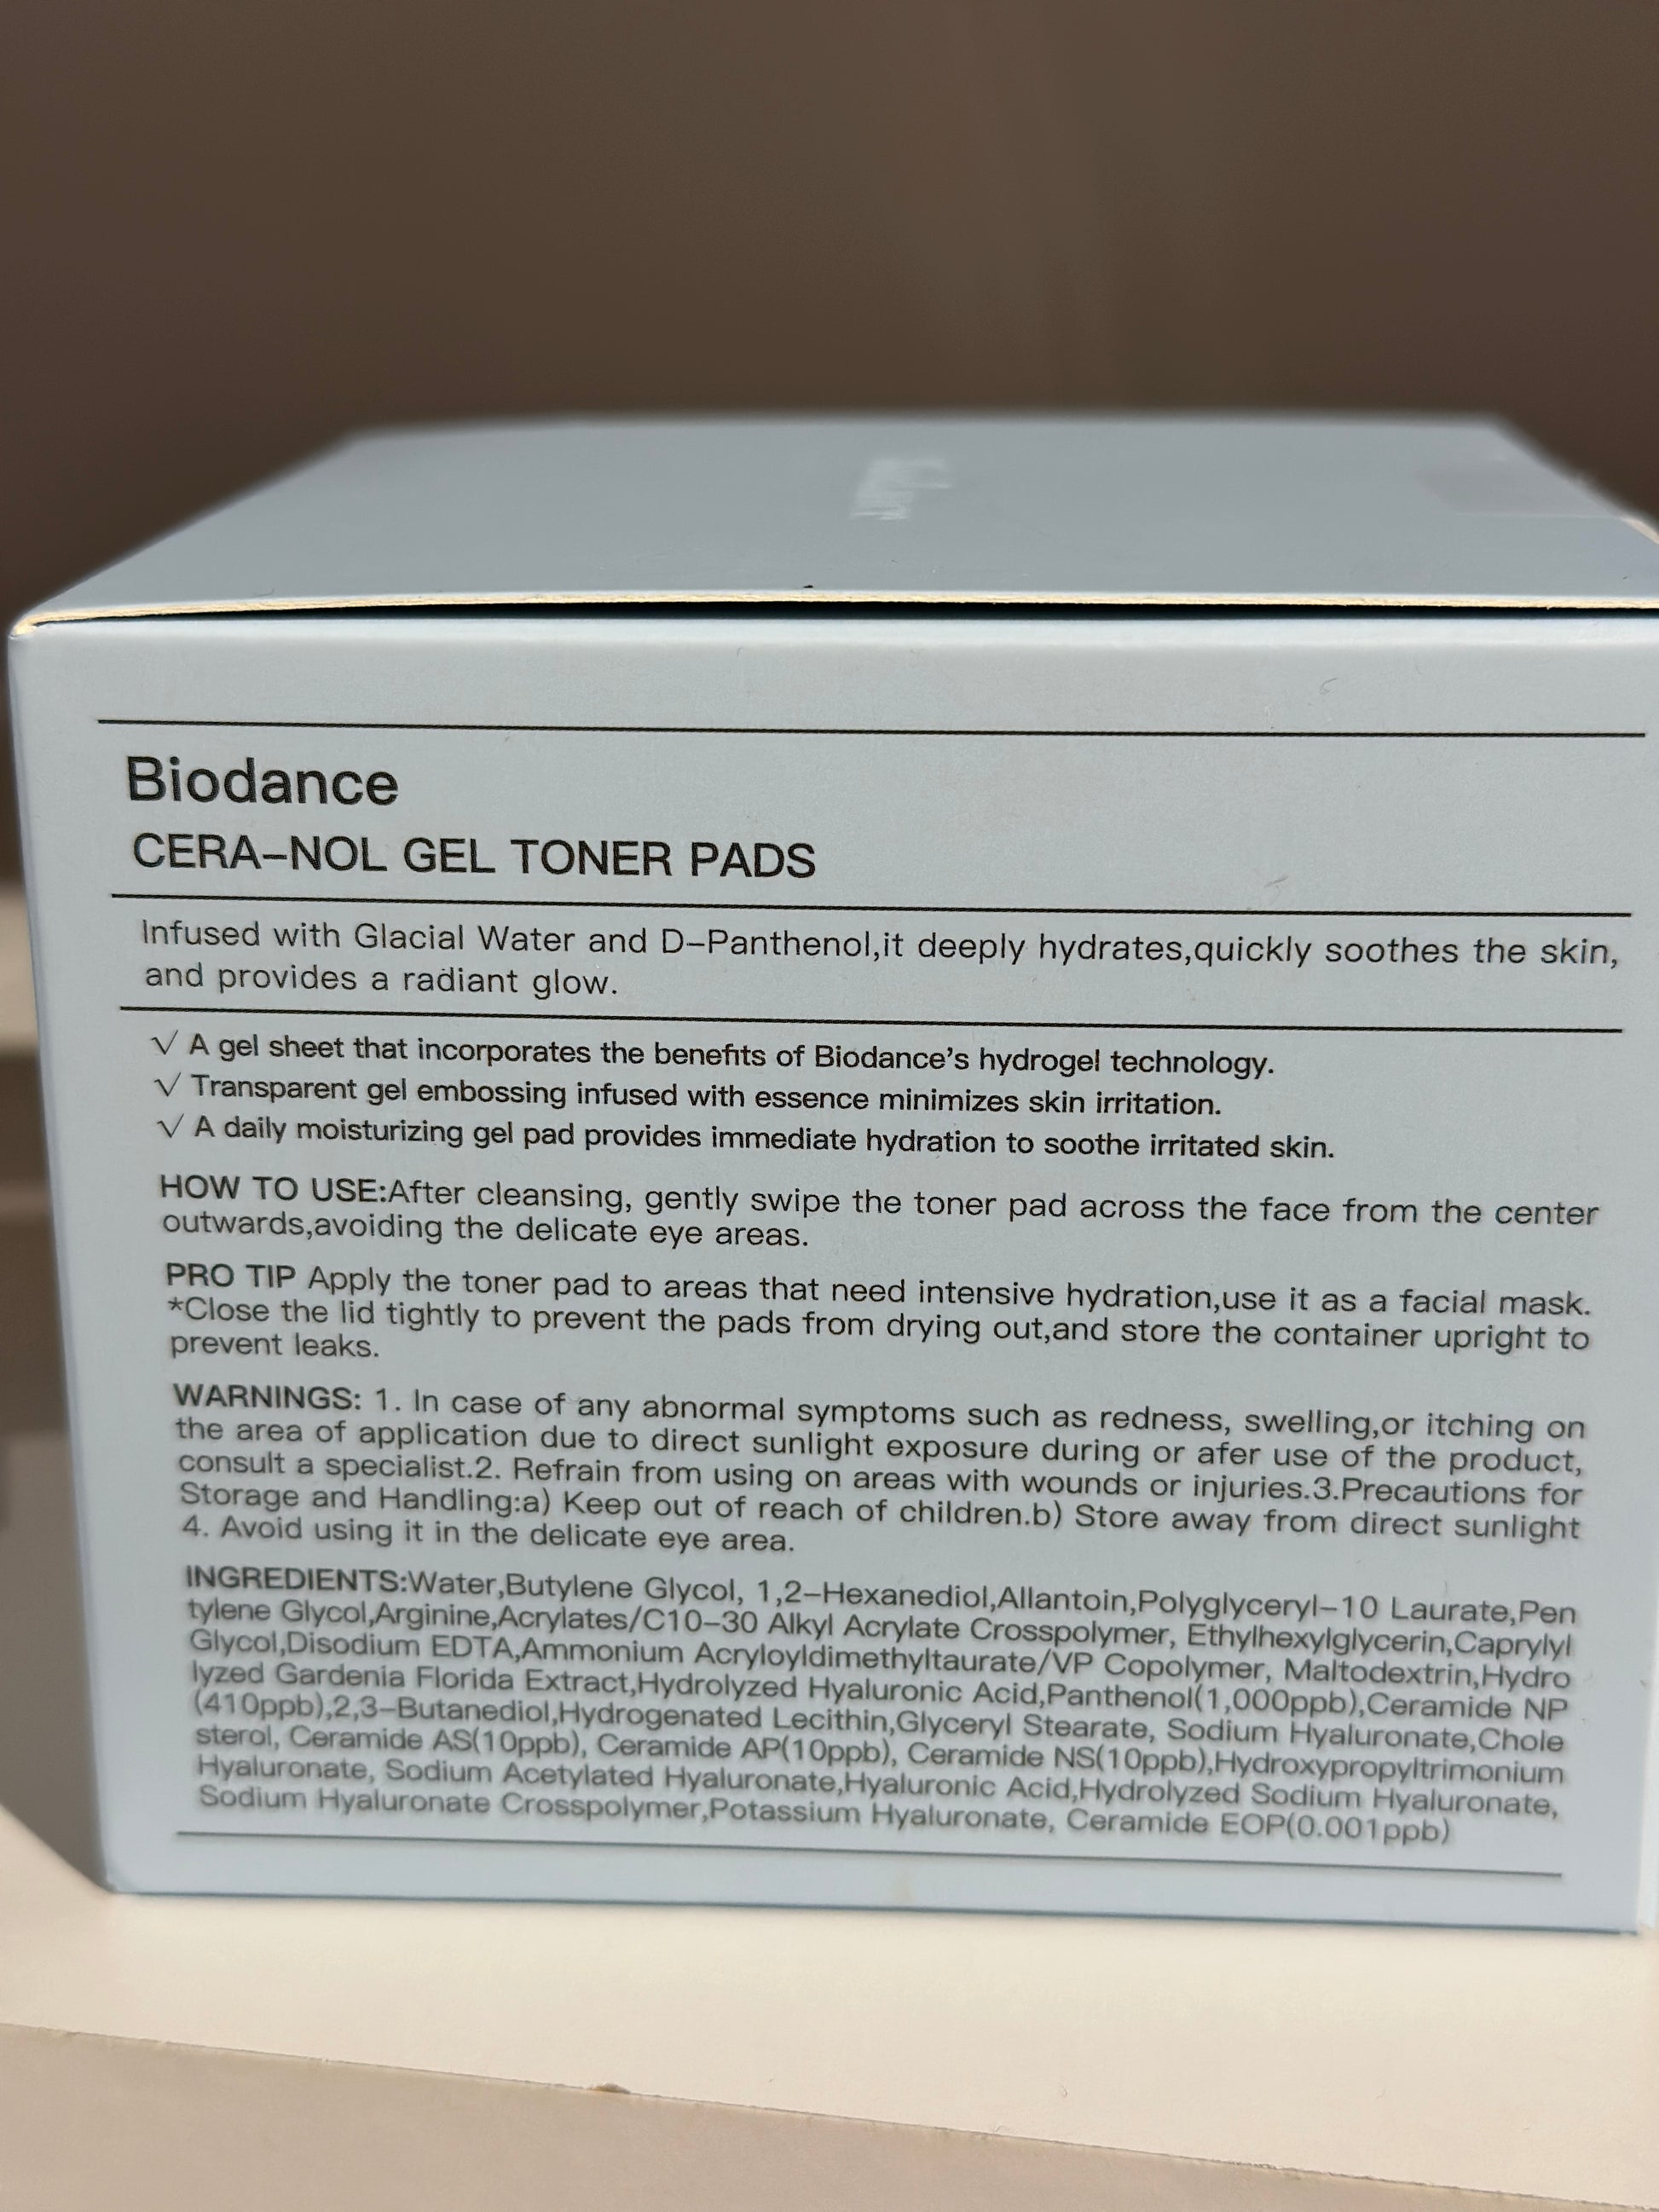 Biodance
CERA–NOL GEL TONER PADS
Infused with Glacial Water and D–Panthenol,it deeply hydrates,quickly soothes the skin,
and provides a radiant glow.
√ A gel sheet that incorporates the benefits of Biodance's hydrogel technology.
√ Transparent gel embossing infused with essence minimizes skin irritation.
√ A daily moisturizing gel pad provides immediate hydration to soothe irritated skin.
HOW TO USE:After cleansing, gently swipe the toner pad across the face from the center
outwards,avoiding the delicate eye areas.
PRO TIP Apply the toner pad to areas that need intensive hydration,use it as a facial mask.
*Close the lid tightly to prevent the pads from drying out,and store the container upright to
prevent leaks.
WARNINGS: 1. In case of any abnormal symptoms such as redness, swelling,or itching on
the area of application due to direct sunlight exposure during or afer use of the product,
consult a specialist.2. Refrain from using on areas with wounds or injuries.3.Precautions for
Storage and Handling:a) Keep out of reach of children.b) Store away from direct sunlight
4. Avoid using it in the delicate eye area.
INGREDIENTS:Water,Butylene Glycol, 1,2–Hexanediol,Allantoin,Polyglyceryl–10 Laurate,Pen
tylene Glycol,Arginine,Acrylates/C10–30 Alkyl Acrylate Crosspolymer, Ethylhexylglycerin,Caprylyl
Glycol,Disodium EDTA,Ammonium Acryloyldimethyltaurate/VP Copolymer, Maltodextrin,Hydro
lyzed Gardenia Florida Extract,Hydrolyzed Hyaluronic Acid,Panthenol(1,000ppb),Ceramide NP
(410ppb),2,3–Butanediol,Hydrogenated Lecithin,Glyceryl Stearate, Sodium Hyaluronate,Chole
sterol, Ceramide AS(10ppb), Ceramide AP(10ppb), Ceramide NS(10ppb),Hydroxypropyltrimonium
Hyaluronate, Sodium Acetylated Hyaluronate,Hyaluronic Acid,Hydrolyzed Sodium Hyaluronate,
Sodium Hyaluronate Crosspolymer,Potassium Hyaluronate, Ceramide EOP(0.001ppb)